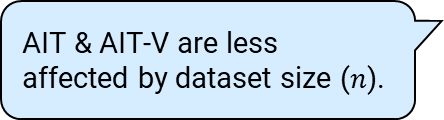 AIT & AIT-V are less
affected by dataset size (n).